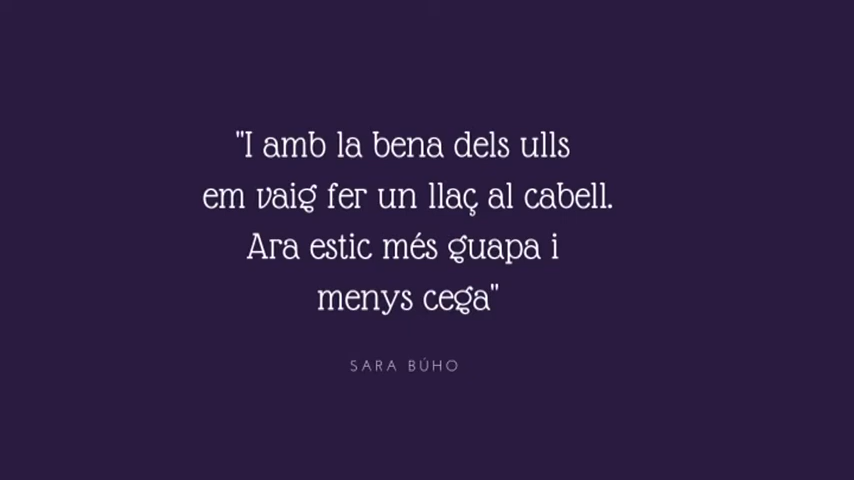 "I amb la bena dels ulls
em vaig fer un llaç al cabell.
Ara estic més guapa i
menys cega"
SARA BÚHO